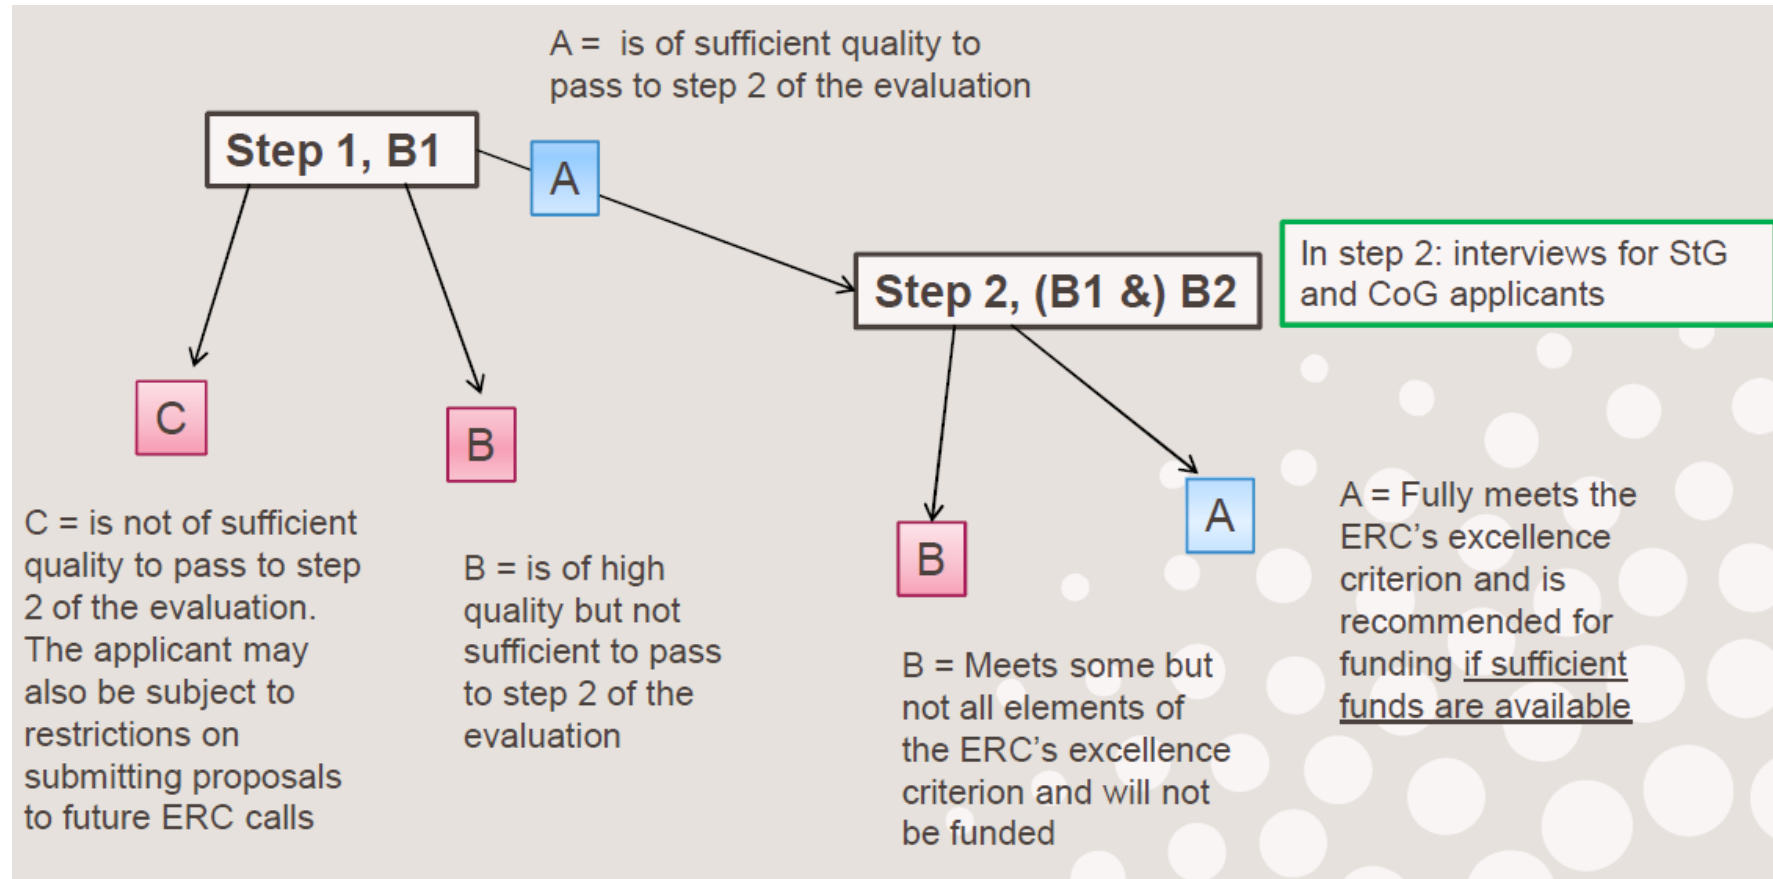 A = is of sufficient quality to
pass to step 2 of the evaluation
Step 1, B1
A
Step 2, (B1 &) B2
In step 2: interviews for StG
and CoG applicants
C
B
C = is not of sufficient
quality to pass to step
2 of the evaluation.
The applicant may
also be subject to
restrictions on
submitting proposals
to future ERC calls
B = is of high
quality but not
sufficient to pass
to step 2 of the
evaluation
B
A
B = Meets some but
not all elements of
the ERC’s excellence
criterion and will not
be funded
A = Fully meets the
ERC’s excellence
criterion and is
recommended for
funding if sufficient
funds are available